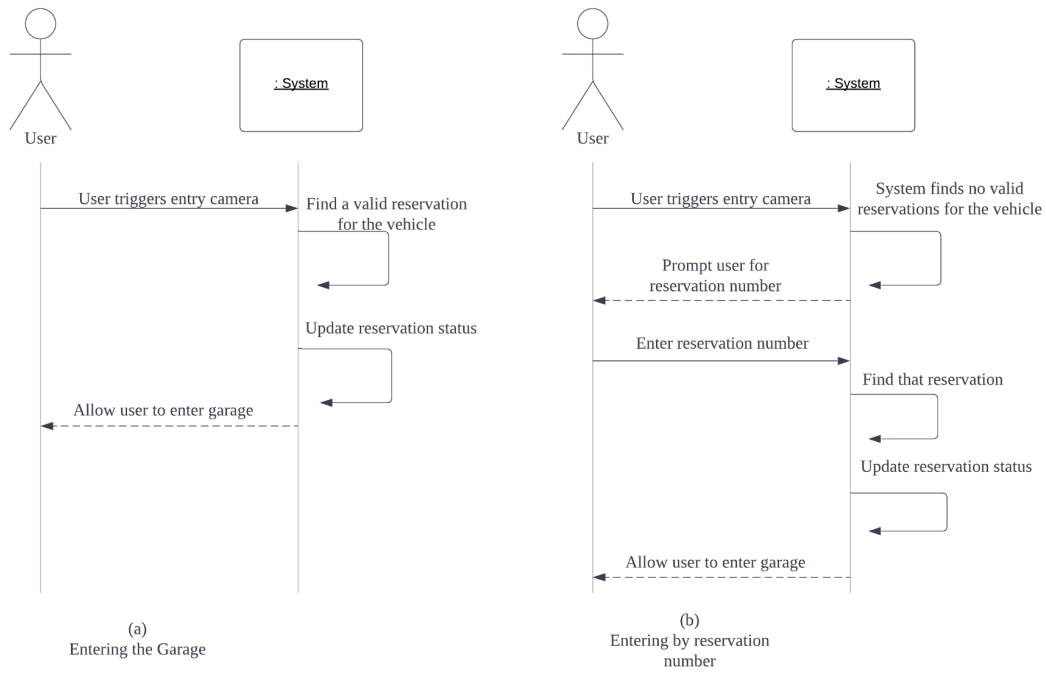 : System
User
User triggers entry camera
Find a valid reservation
for the vehicle
Update reservation status
Allow user to enter garage
(a)
Entering the Garage
: System
User
User triggers entry camera
System finds no valid
reservations for the vehicle
Prompt user for
reservation number
Enter reservation number
Find that reservation
Update reservation status
Allow user to enter garage
(b)
Entering by reservation
number